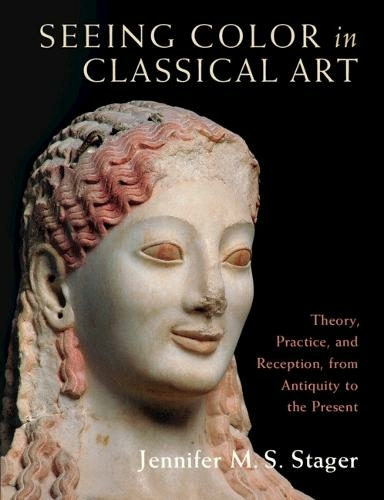 SEEING COLOR in
CLASSICAL ART
Theory,
Practice, and
Reception, from
Antiquity to
the Present
Jennifer M. S. Stager